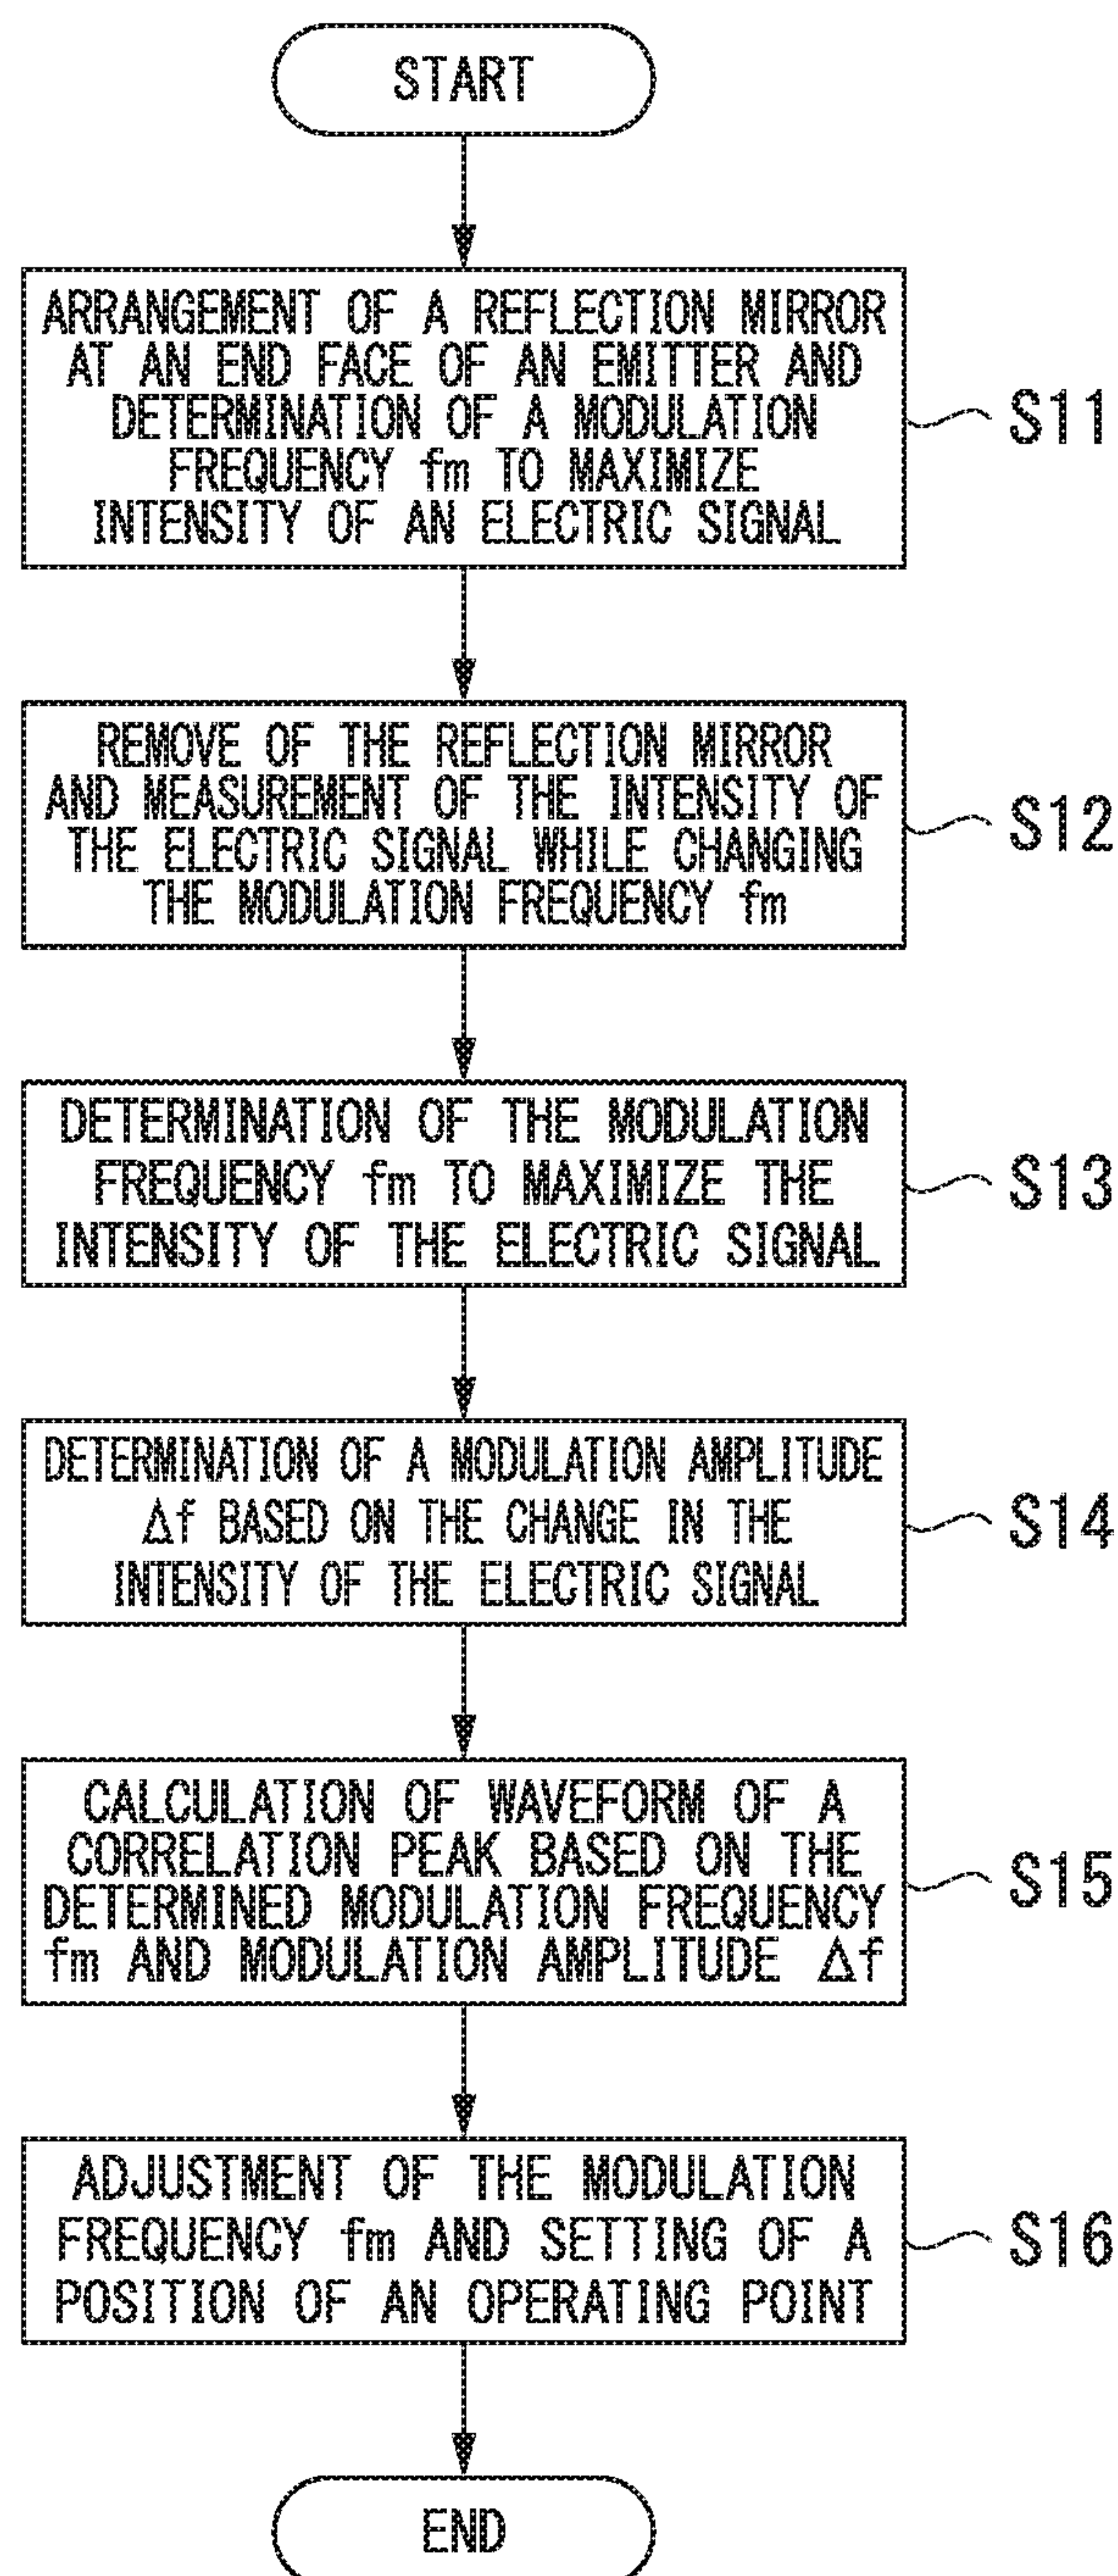 START
ARRANGEMENT OF A REFLECTION MIRROR
AT AN END FACE OF AN EMITTER AND
DETERMINATION OF A MODULATION
FREQUENCY fm TO MAXIMIZE
INTENSITY OF AN ELECTRIC SIGNAL
S11
REMOVE OF THE REFLECTION MIRROR
AND MEASUREMENT OF THE INTENSITY OF
THE ELECTRIC SIGNAL WHILE CHANGING
THE MODULATION FREQUENCY fm
S12
DETERMINATION OF THE MODULATION
FREQUENCY fm TO MAXIMIZE THE
INTENSITY OF THE ELECTRIC SIGNAL
S13
DETERMINATION OF A MODULATION AMPLITUDE
Δf BASED ON THE CHANGE IN THE
INTENSITY OF THE ELECTRIC SIGNAL
S14
CALCULATION OF WAVEFORM OF A
CORRELATION PEAK BASED ON THE
DETERMINED MODULATION FREQUENCY
fm AND MODULATION AMPLITUDE Δf
S15
ADJUSTMENT OF THE MODULATION
FREQUENCY fm AND SETTING OF A
POSITION OF AN OPERATING POINT
S16
END